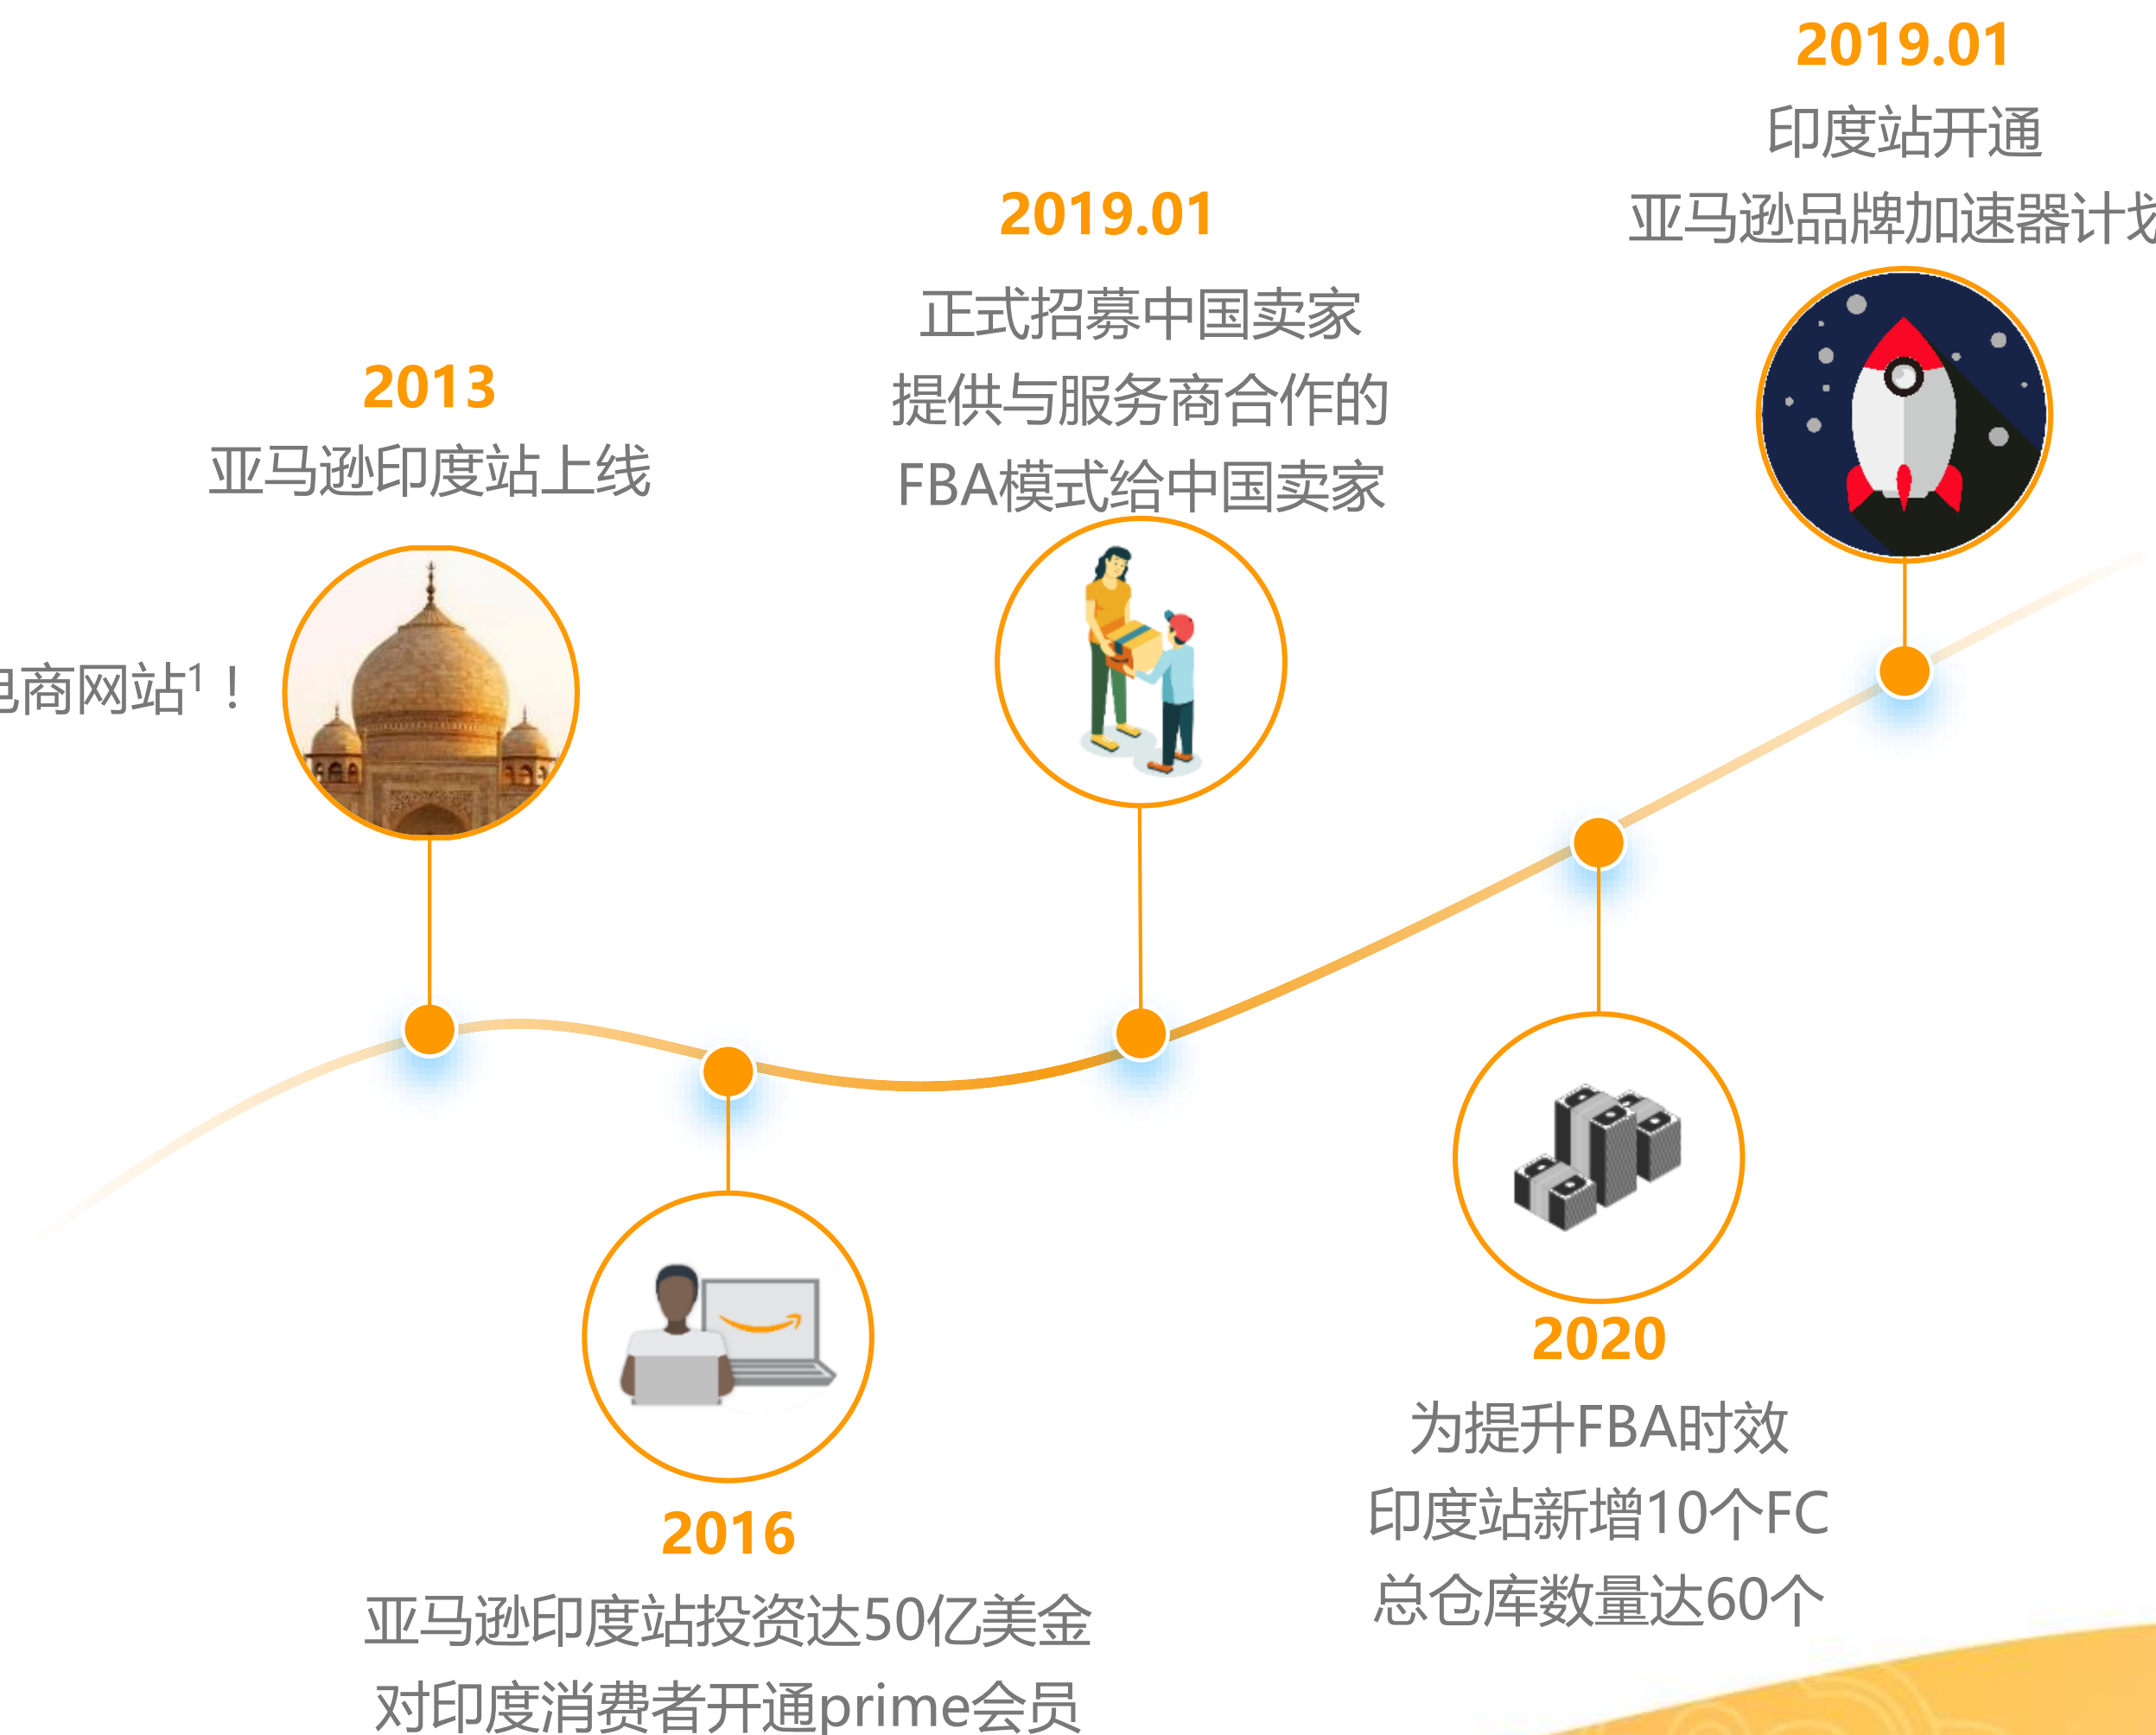 2013
亚马逊印度站上线
商网站1！
2016
亚马逊印度站投资达50亿美金
对印度消费者开通prime会员
2019.01
正式招募中国卖家
提供与服务商合作的
FBA模式给中国卖家
2020
为提升FBA时效
印度站新增10个FC
总仓库数量达60个
2019.01
印度站开通
亚马逊品牌加速器计划